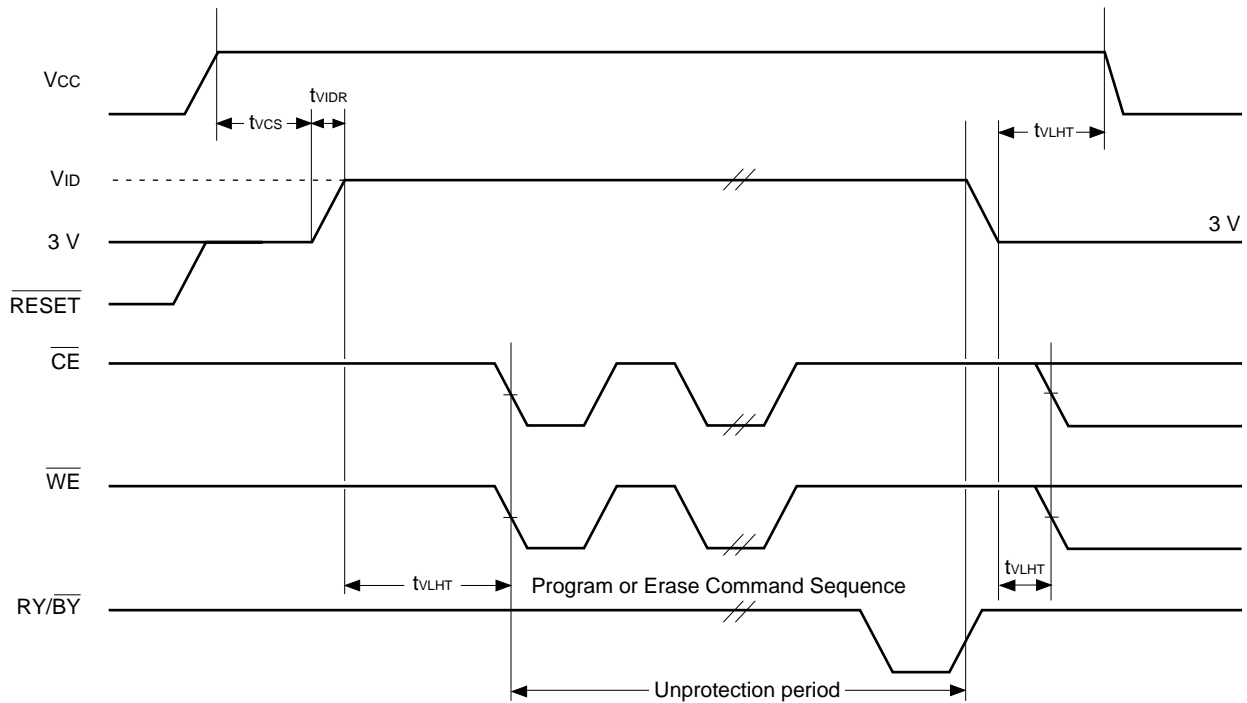 VCC
tVIDR
tVCS
tVLHT
VID
3 V
3 V
RESET
CE
WE
tVLHT
Program or Erase Command Sequence
tVLHT
RY/BY
Unprotection period